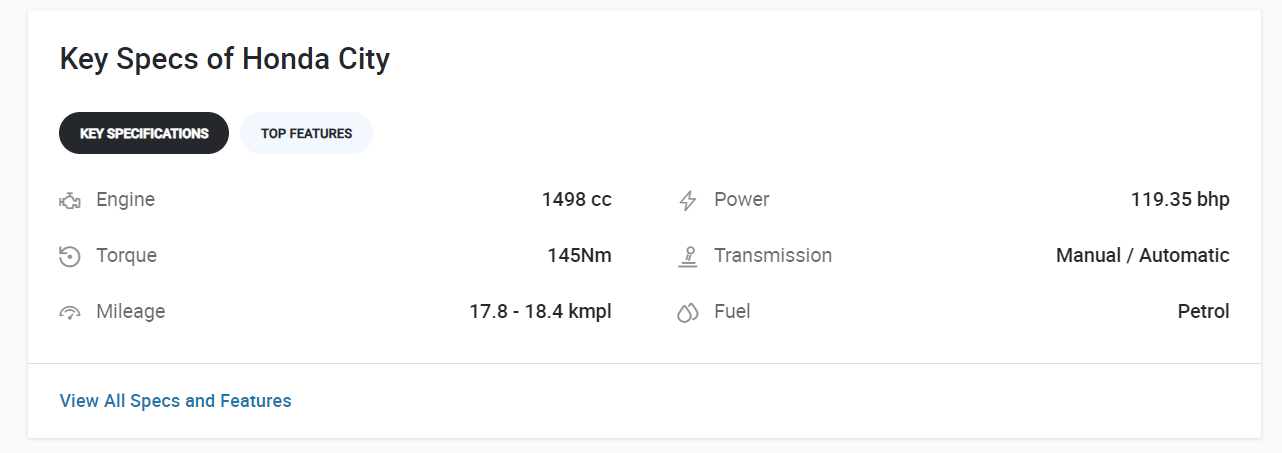 Key Specs of Honda City
KEY SPECIFICATIONS TOP FEATURES
Engine 1498 cc Power 119.35 bhp
Torque 145Nm Transmission Manual / Automatic
Mileage 17.8 - 18.4 kmpl Fuel Petrol
View All Specs and Features